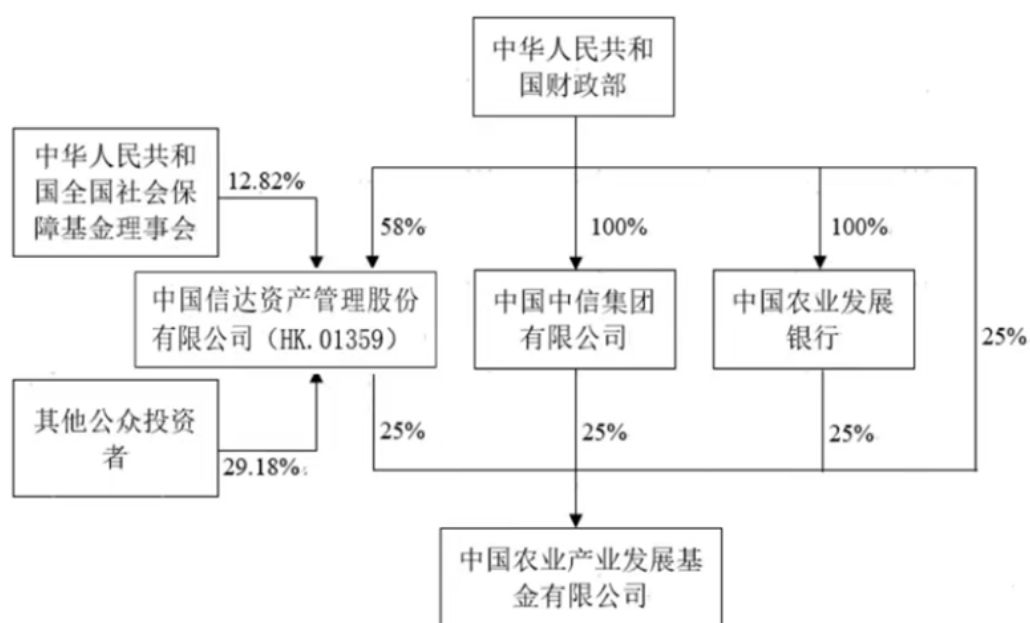 中华人民共和
国财政部
中华人民共和
国全国社会保
障基金理事会
12.82%
58%
100%
100%
中国信达资产管理股份
有限公司（HK.01359）
中国中信集团
有限公司
中国农业发展
银行
25%
其他公众投资
者
29.18%
25%
25%
25%
中国农业产业发展基
金有限公司